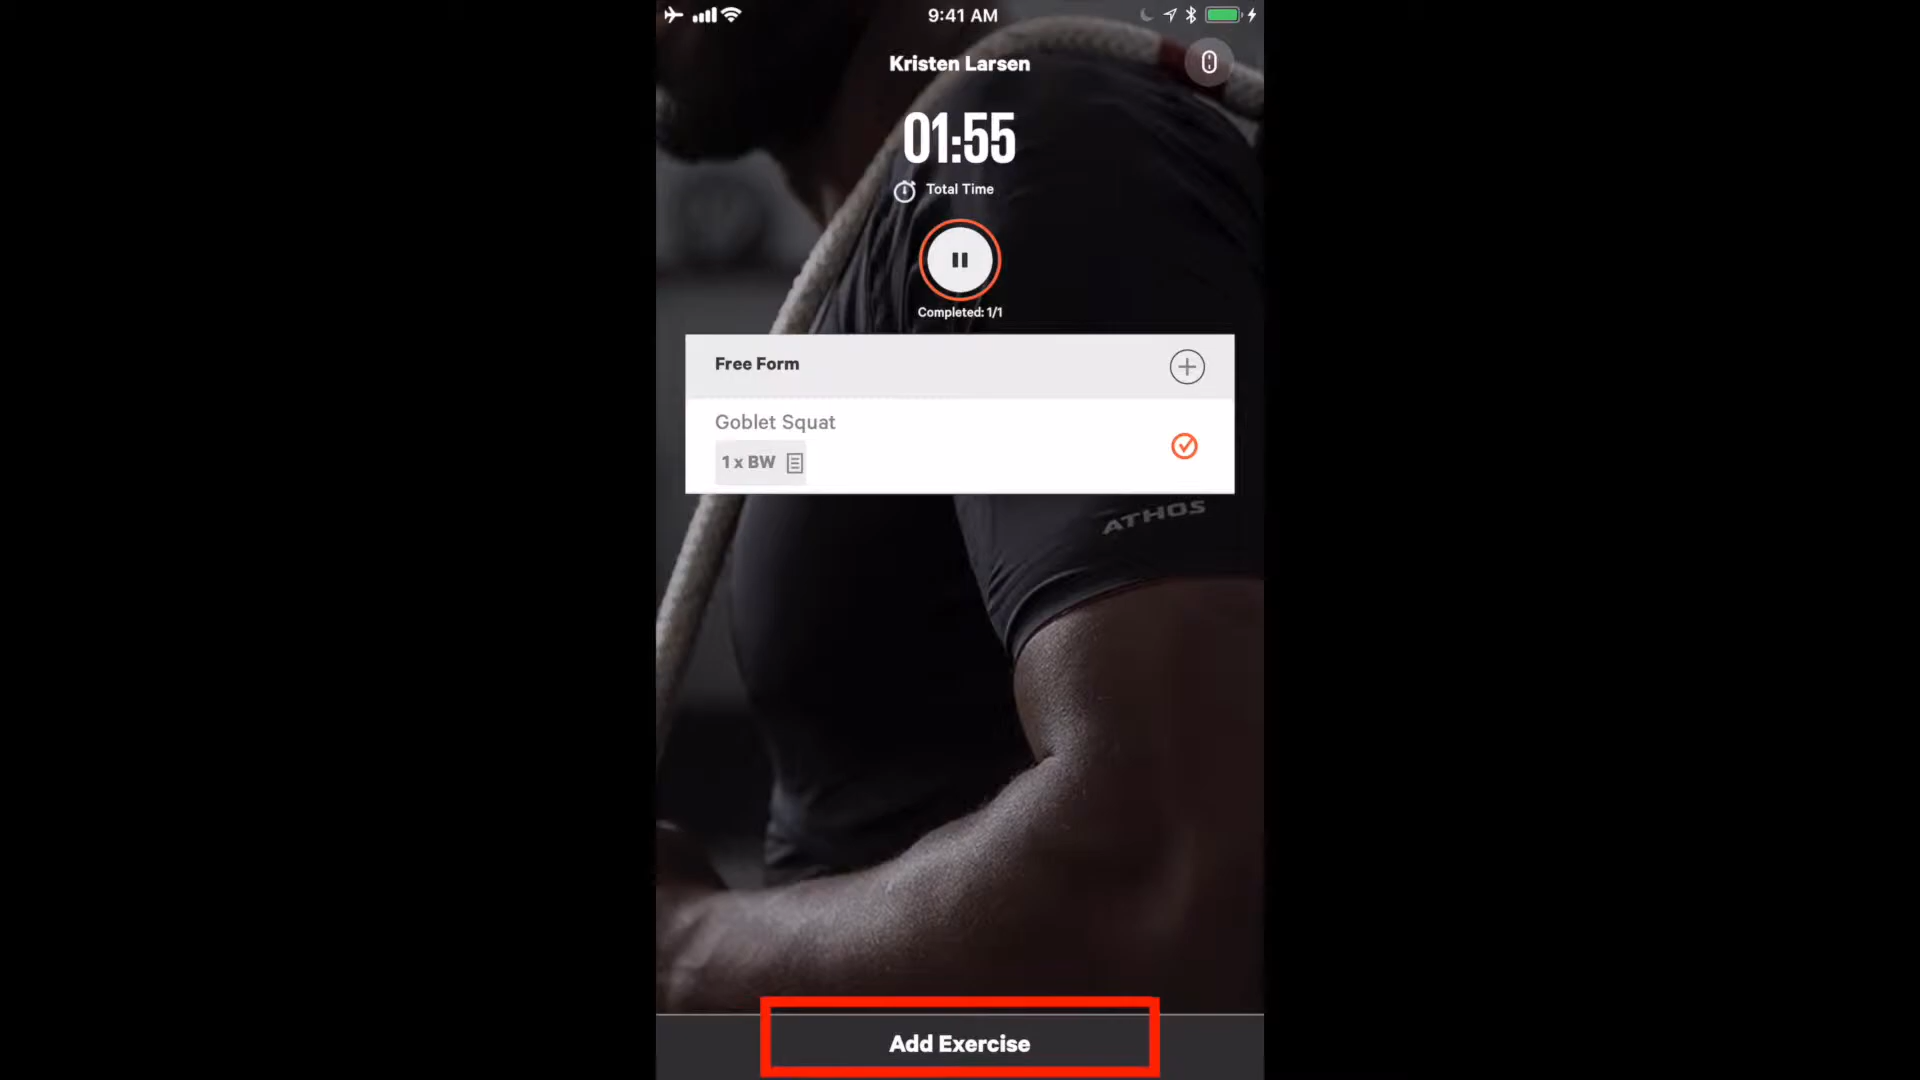 9:41 AM
Kristen Larsen
01:55
Total Time
Completed: 1/1
Free Form
Goblet Squat
1 x BW
ATHOS
Add Exercise